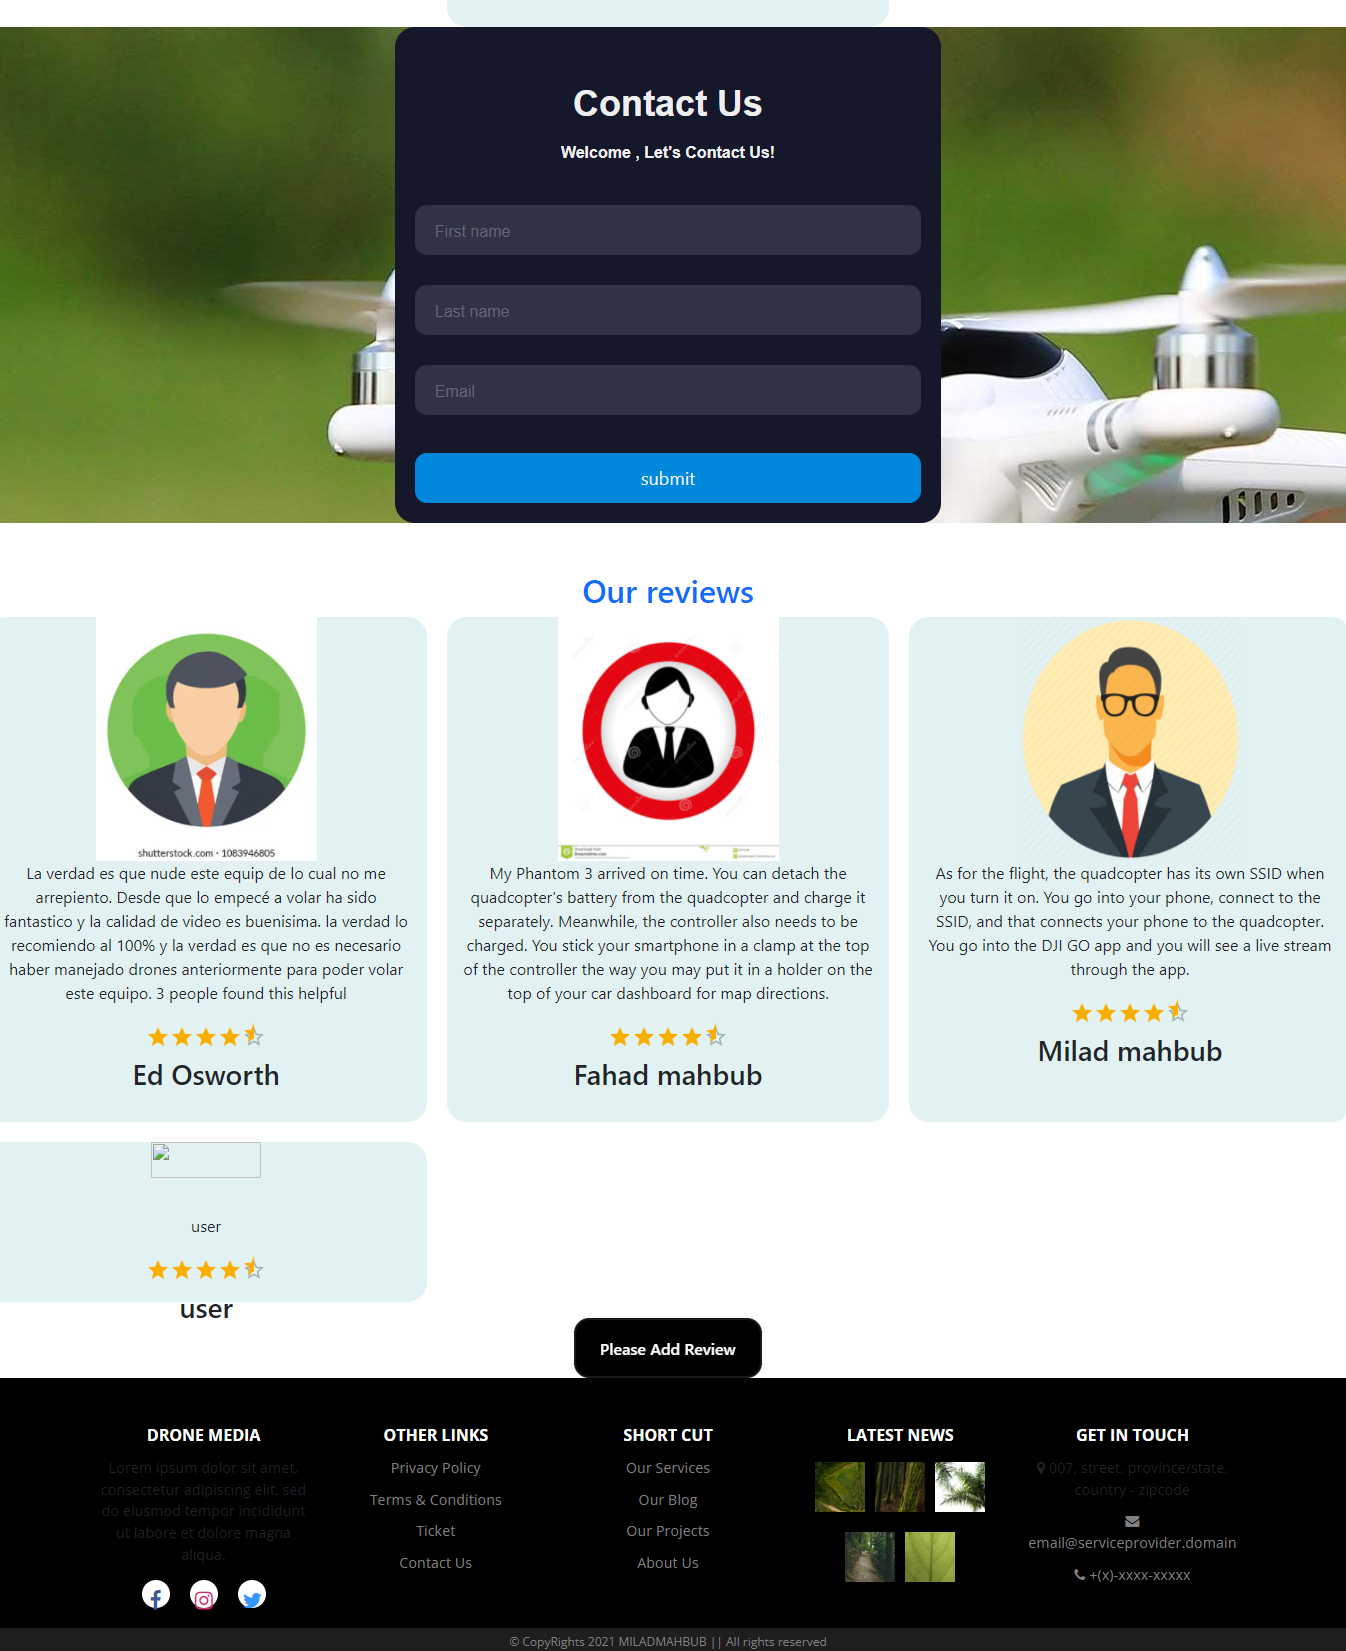 Contact Us
Welcome , Let's Contact Us!
First name
Last name
Email
submit
Our reviews
shutterstock.com • 1083946805
La verdad es que nude este equip de lo cual no me
arrepiento. Desde que lo empecé a volar ha sido
fantastico y la calidad de video es buenisima. la verdad lo
recomiendo al 100% y la verdad es que no es necesario
haber manejado drones anteriormente para poder volar
este equipo. 3 people found this helpful
Ed Osworth
My Phantom 3 arrived on time. You can detach the
quadcopter's battery from the quadcopter and charge it
separately. Meanwhile, the controller also needs to be
charged. You stick your smartphone in a clamp at the top
of the controller the way you may put it in a holder on the
top of your car dashboard for map directions.
Fahad mahbub
As for the flight, the quadcopter has its own SSID when
you turn it on. You go into your phone, connect to the
SSID, and that connects your phone to the quadcopter.
You go into the DJI GO app and you will see a live stream
through the app.
Milad mahbub
user
user
Please Add Review
DRONE MEDIA
Lorem ipsum dolor sit amet,
consectetur adipiscing elit, sed
do eiusmod tempor incididunt
ut labore et dolore magna
aliqua.
OTHER LINKS
Privacy Policy
Terms & Conditions
Ticket
Contact Us
SHORT CUT
Our Services
Our Blog
Our Projects
About Us
LATEST NEWS
GET IN TOUCH
007, street, province/state,
country - zipcode
email@serviceprovider.domain
+(x)-xxxx-xxxxx
© CopyRights 2021 MILADMAHBUB || All rights reserved